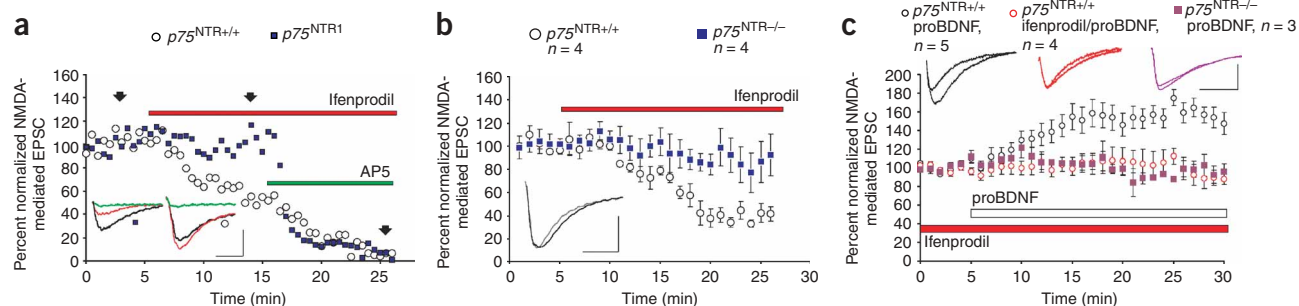 a
p75NTR+/+
p75NTR1
Percent normalized NMDA-
mediated EPSC
160
140
120
100
80
60
40
20
0
Ifenprodil
AP5
0 5 10 15 20 25
Time (min)
b
p75NTR+/+
n = 4
p75NTR–/–
n = 4
Percent normalized NMDA-
mediated EPSC
160
140
120
100
80
60
40
20
0
Ifenprodil
0 5 10 15 20 25 30
Time (min)
c
p75NTR+/+
proBDNF,
n = 5
p75NTR+/+
ifenprodil/proBDNF,
n = 4
p75NTR–/–
proBDNF, n = 3
Percent normalized NMDA-
mediated EPSC
200
180
160
140
120
100
80
60
40
20
0
proBDNF
Ifenprodil
0 5 10 15 20 25 30
Time (min)